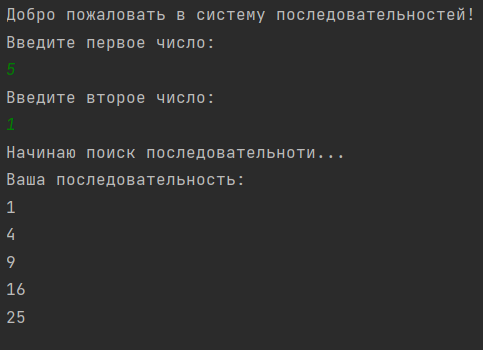 Добро пожаловать в систему последовательностей!
Введите первое число:
5
Введите второе число:
1
Начинаю поиск последовательноти...
Ваша последовательность:
1
4
9
16
25